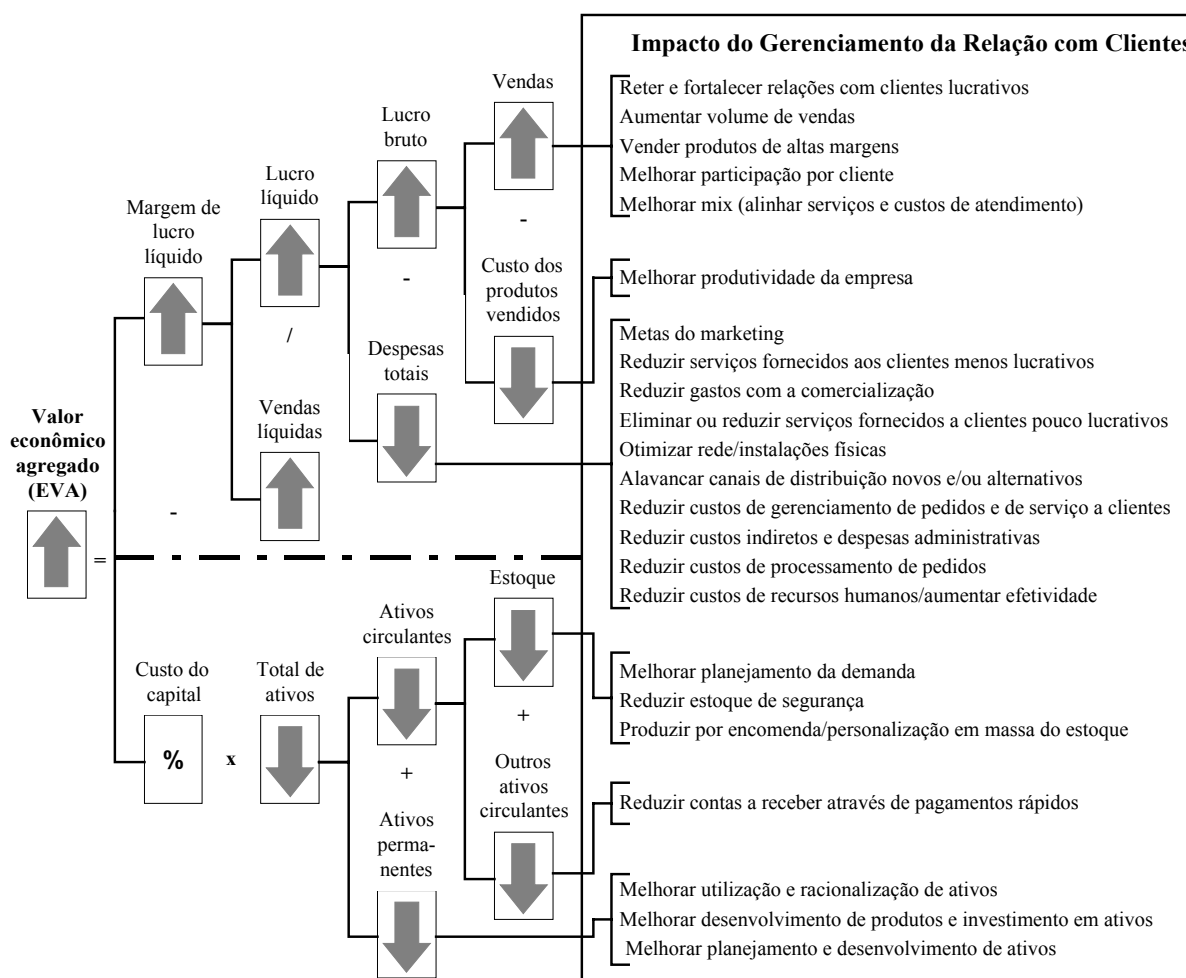 Impacto do Gerenciamento da Relação com Clientes
Vendas
Reter e fortalecer relações com clientes lucrativos
Aumentar volume de vendas
Vender produtos de altas margens
Melhorar participação por cliente
Melhorar mix (alinhar serviços e custos de atendimento)
Lucro
bruto
Lucro
líquido
Margem de
lucro
líquido
-
-
/
Custo dos
produtos
vendidos
Melhorar produtividade da empresa
Despesas
totais
Vendas
líquidas
Metas do marketing
Reduzir serviços fornecidos aos clientes menos lucrativos
Reduzir gastos com a comercialização
Eliminar ou reduzir serviços fornecidos a clientes pouco lucrativos
Otimizar rede/instalações físicas
Alavancar canais de distribuição novos e/ou alternativos
Reduzir custos de gerenciamento de pedidos e de serviço a clientes
Reduzir custos indiretos e despesas administrativas
Reduzir custos de processamento de pedidos
Reduzir custos de recursos humanos/aumentar efetividade
Valor
econômico
agregado
(EVA)
-
=
Estoque
Ativos
circulantes
Custo do
capital
Total de
ativos
%
x
+
+
Melhorar planejamento da demanda
Reduzir estoque de segurança
Produzir por encomenda/personalização em massa do estoque
Outros
ativos
circulantes
Reduzir contas a receber através de pagamentos rápidos
Ativos
perma-
nentes
Melhorar utilização e racionalização de ativos
Melhorar desenvolvimento de produtos e investimento em ativos
Melhorar planejamento e desenvolvimento de ativos